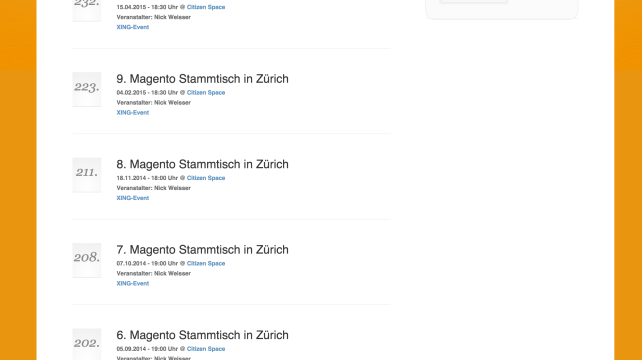 232.
15.04.2015 - 18:30 Uhr @ Citizen Space
Veranstalter: Nick Weisser
XING-Event
223.
9. Magento Stammtisch in Zürich
04.02.2015 - 18:30 Uhr @ Citizen Space
Veranstalter: Nick Weisser
XING-Event
211.
8. Magento Stammtisch in Zürich
18.11.2014 - 18:00 Uhr @ Citizen Space
Veranstalter: Nick Weisser
XING-Event
208.
7. Magento Stammtisch in Zürich
07.10.2014 - 19:00 Uhr @ Citizen Space
Veranstalter: Nick Weisser
XING-Event
202.
6. Magento Stammtisch in Zürich
05.09.2014 - 19:00 Uhr @ Citizen Space
Veranstalter: Nick Weisser